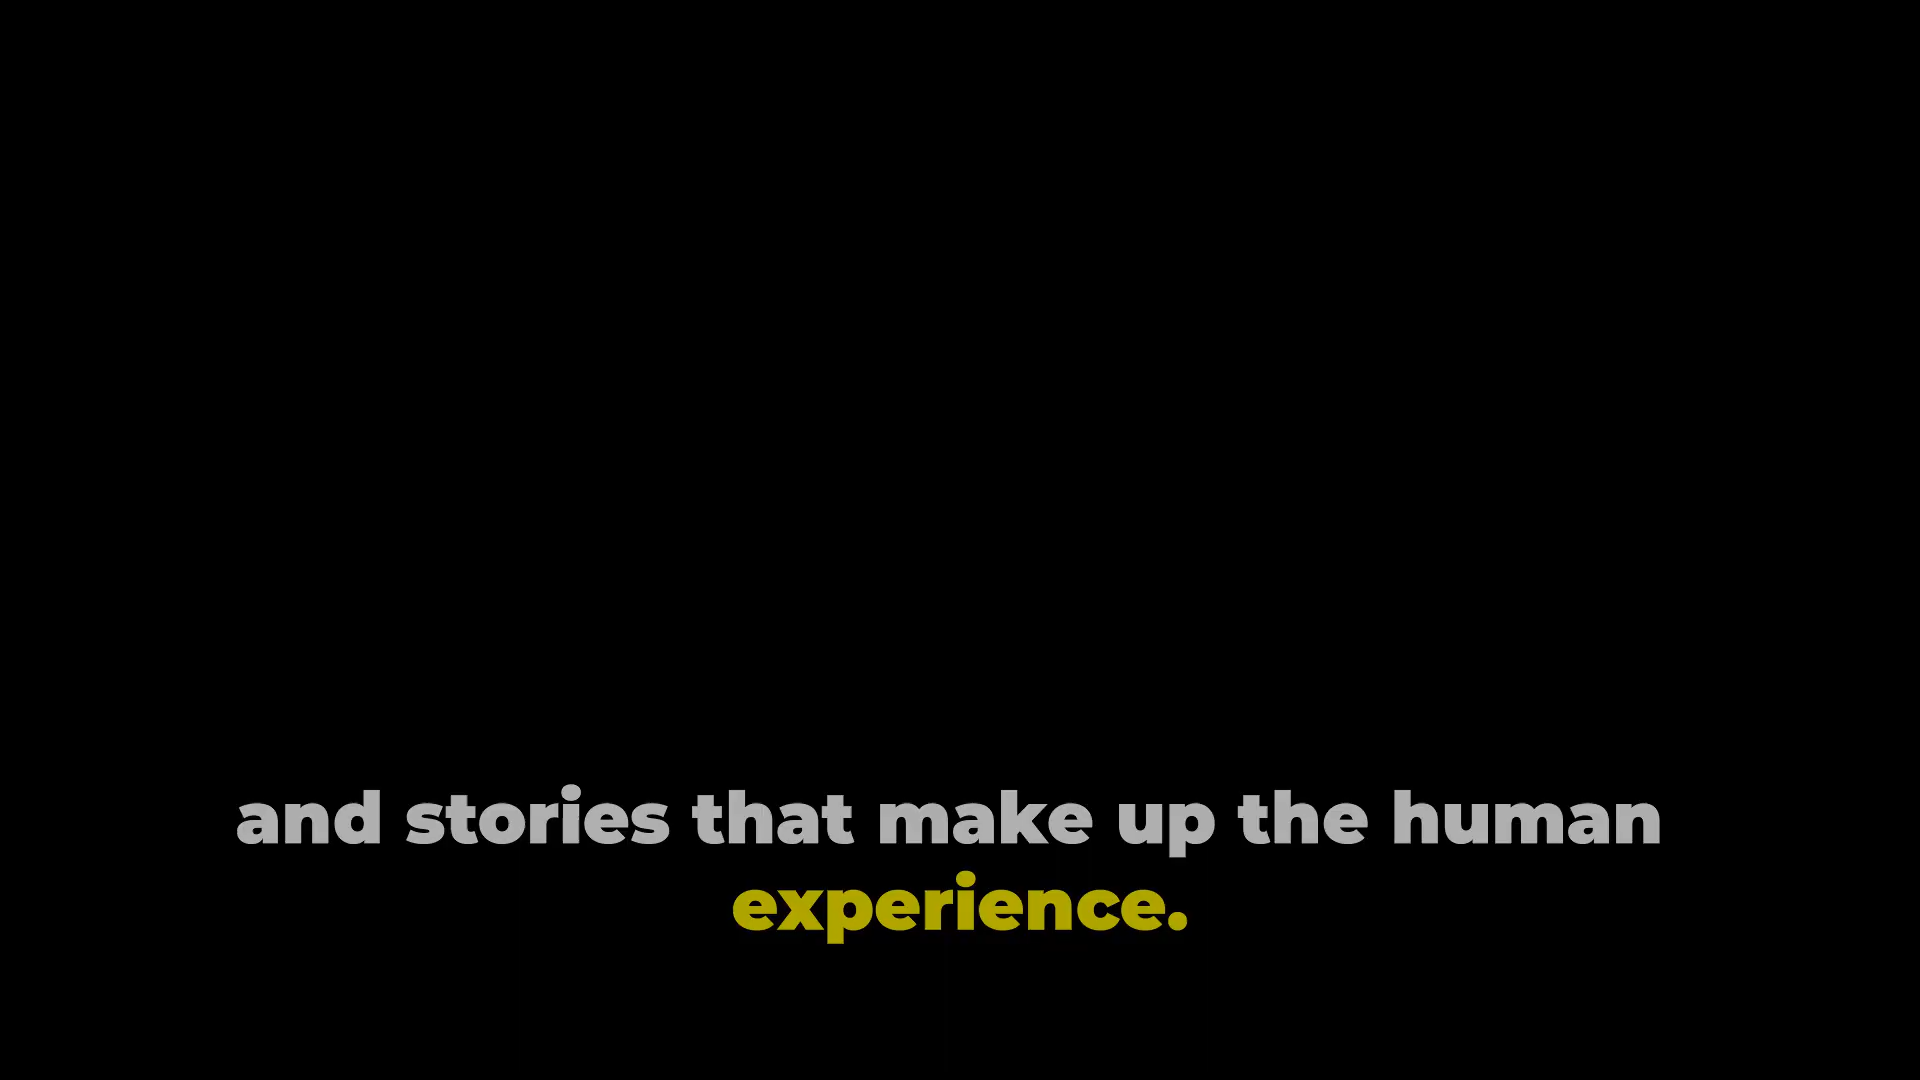 and stories that make up the human
experience.